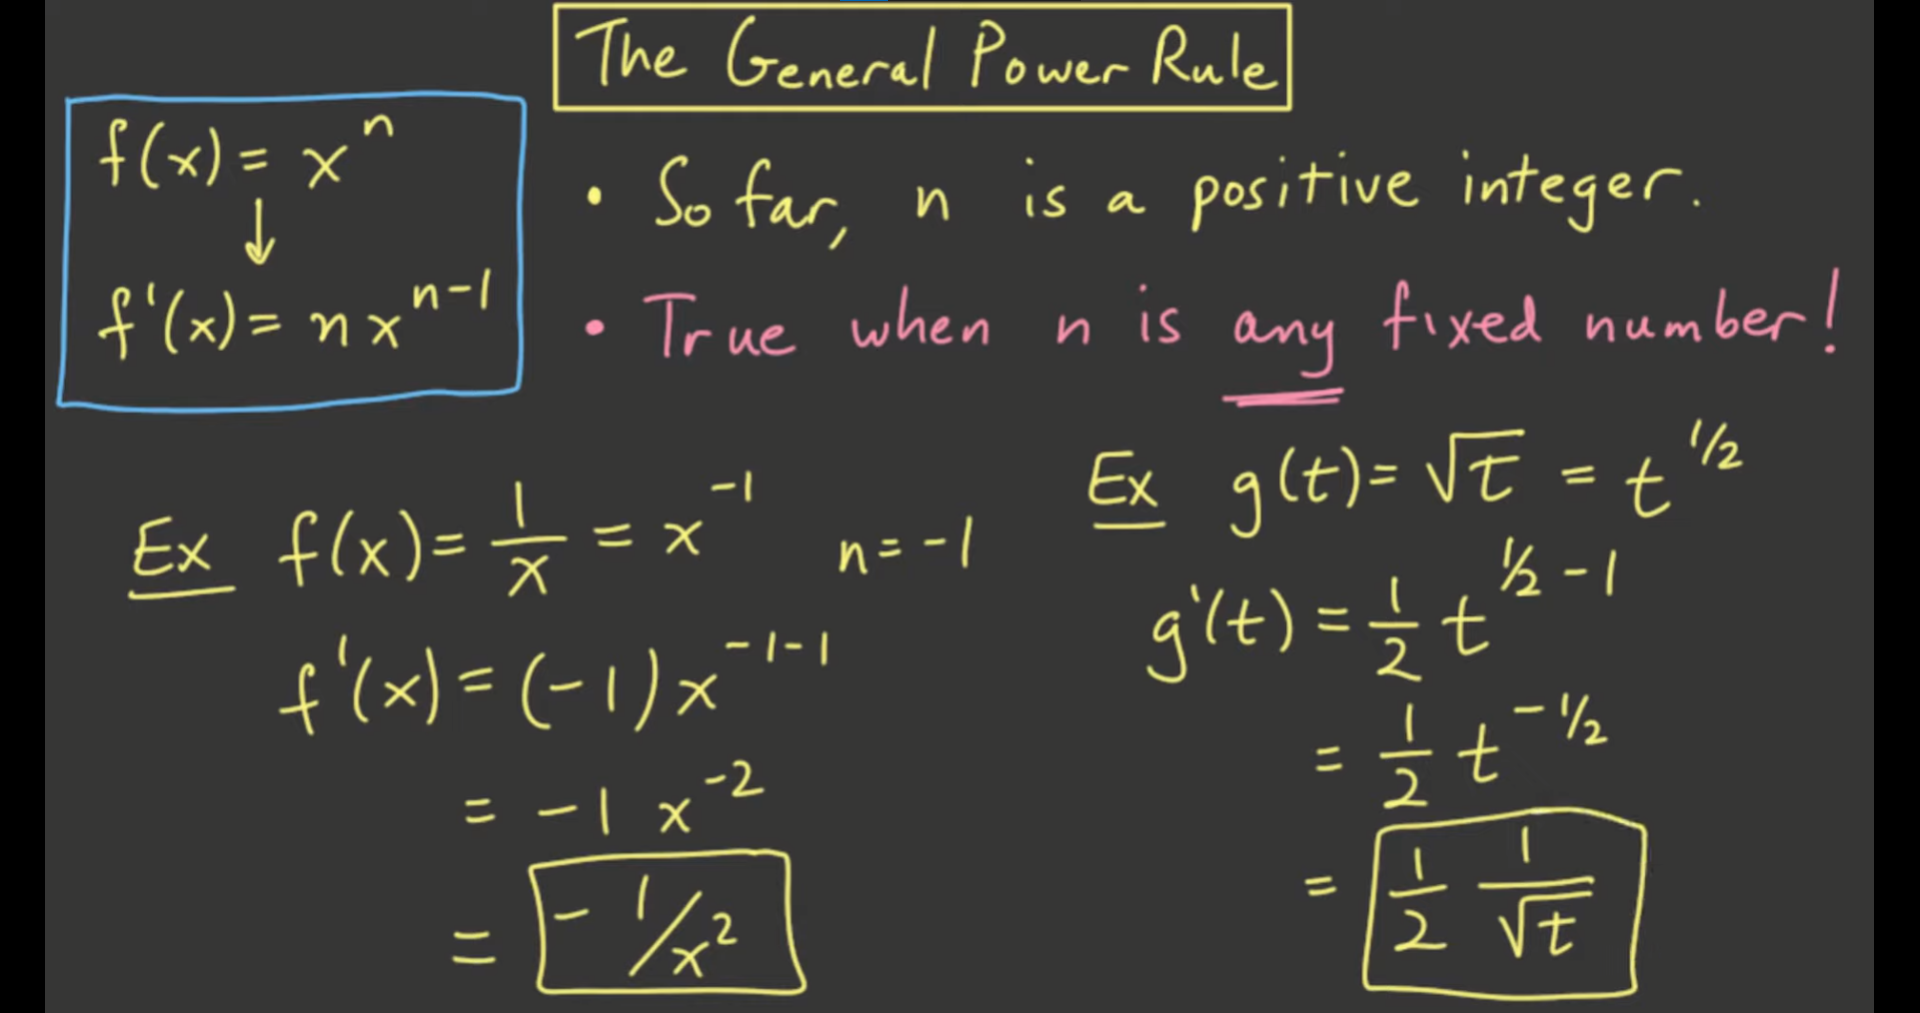 The General Power Rule
f(x) = x^n
↓
f'(x) = n x^{n-1}
• So far, n is a positive integer.
• True when n is any fixed number!
Ex f(x) = 1/x = x^{-1} n = -1
f'(x) = (-1) x^{-1-1}
= -1 x^{-2}
= - 1/x^2
Ex g(t) = √t = t^{1/2}
g'(t) = 1/2 t^{1/2 - 1}
= 1/2 t^{-1/2}
= 1/2 1/√t